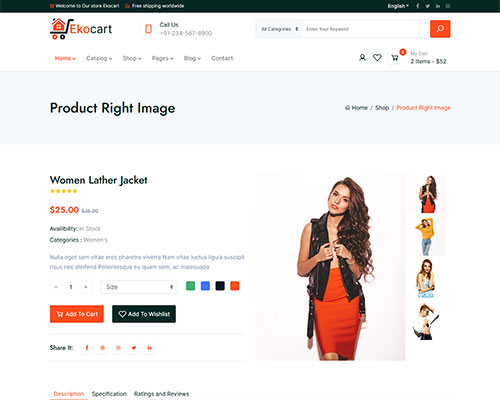 Welcome to Our store Ekocart
Free shipping worldwide
English
Ekocart
Call Us
+91-234-567-8900
All Categories
Enter Your Keyword
Home
Catalog
Shop
Pages
Blog
Contact
0
My Cart
2 Items - $52
Product Right Image
Home / Shop / Product Right Image
Women Lather Jacket
$25.00 $35.00
Availibility: In Stock
Categories : Women's
Nulla eget sem vitae eros pharetra viverra Nam vitae luctus ligula suscipit
risus nec eleifend Pellentesque eu quam sem, ac malesuada
− 1 +
Size
Add To Cart
Add To Wishlist
Share It:
Description
Specification
Ratings and Reviews